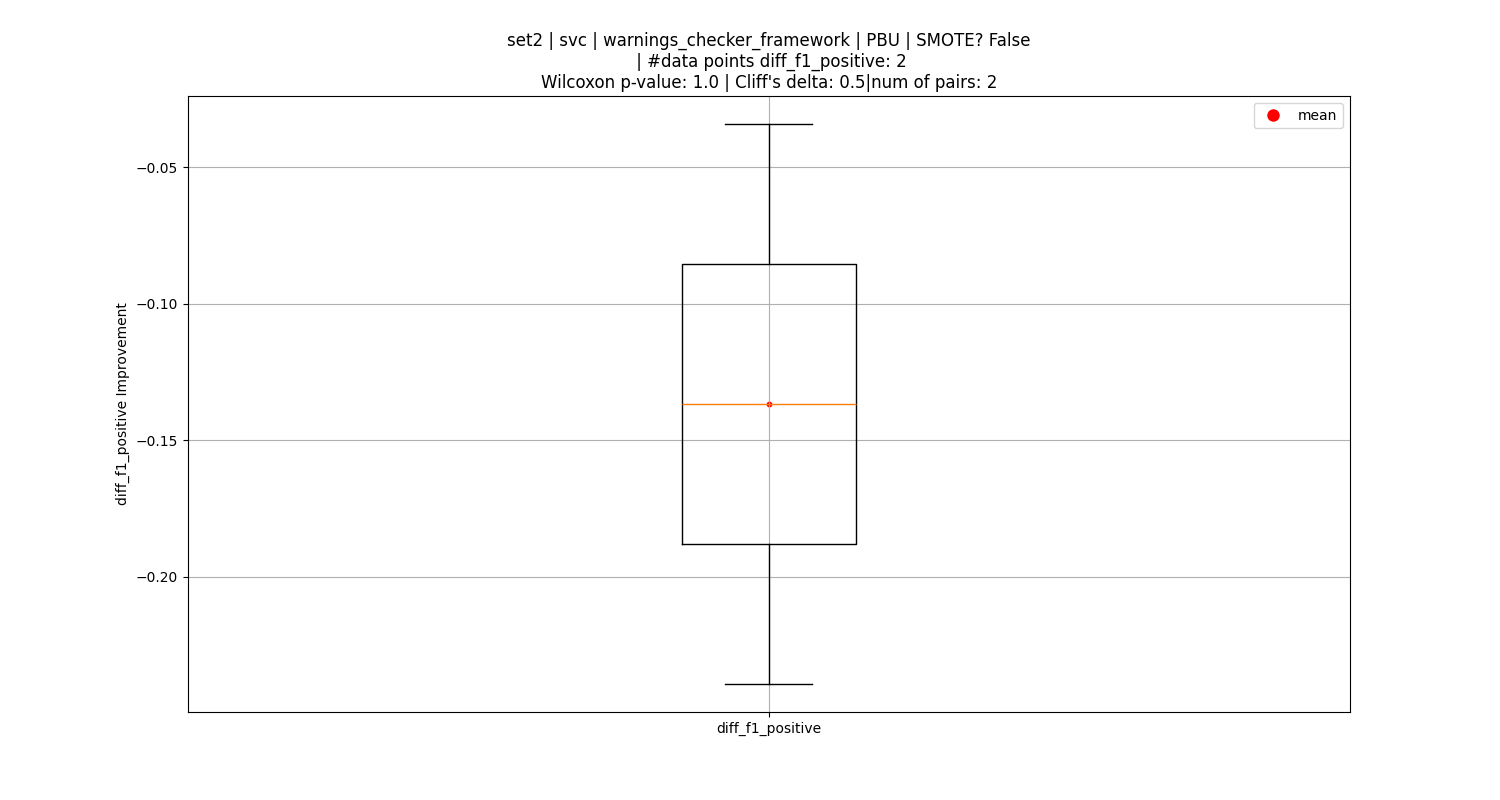 set2 | svc | warnings_checker_framework | PBU | SMOTE? False
| #data points diff_f1_positive: 2
Wilcoxon p-value: 1.0 | Cliff's delta: 0.5|num of pairs: 2
mean
−0.05
−0.10
−0.15
−0.20
diff_f1_positive Improvement
diff_f1_positive